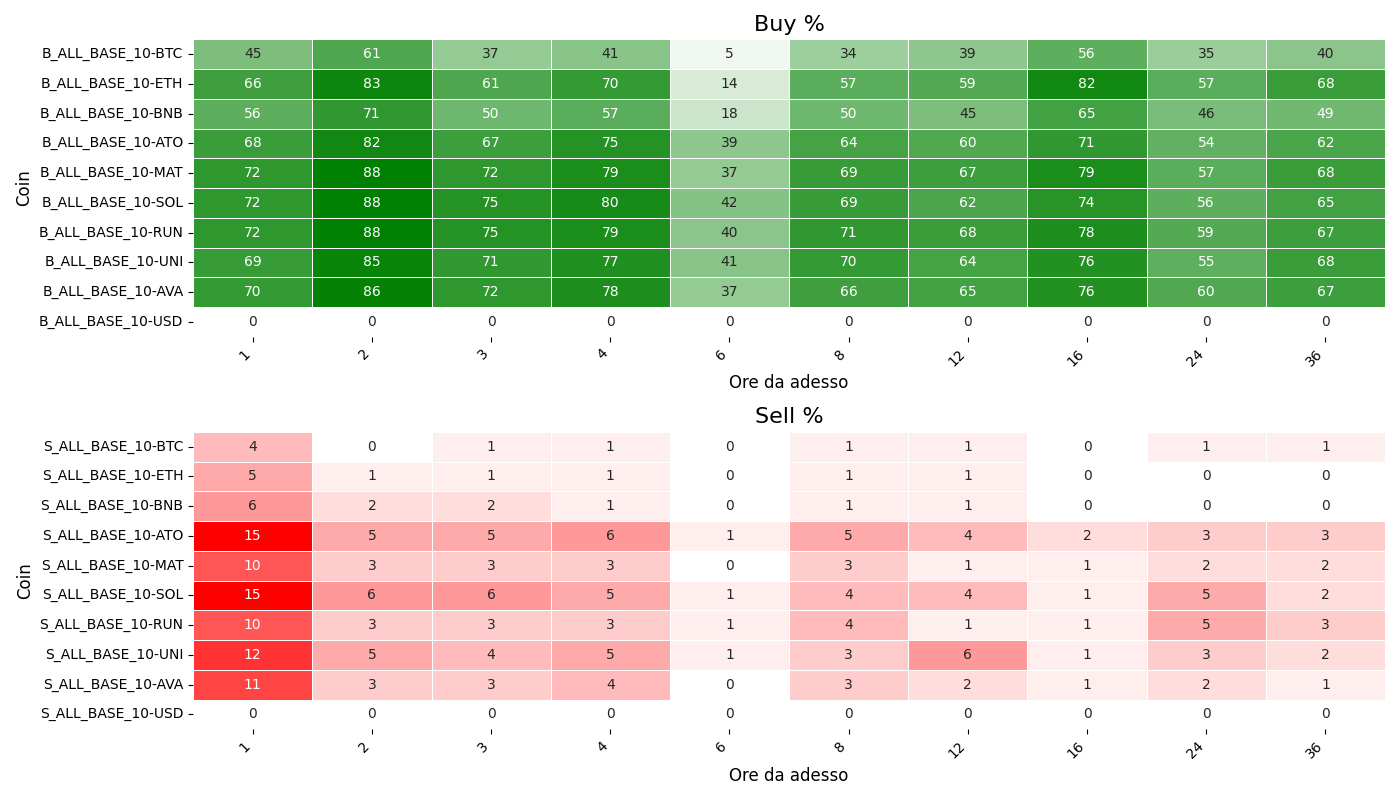 Buy %
Coin
B_ALL_BASE_10-BTC 45 61 37 41 5 34 39 56 35 40
B_ALL_BASE_10-ETH 66 83 61 70 14 57 59 82 57 68
B_ALL_BASE_10-BNB 56 71 50 57 18 50 45 65 46 49
B_ALL_BASE_10-ATO 68 82 67 75 39 64 60 71 54 62
B_ALL_BASE_10-MAT 72 88 72 79 37 69 67 79 57 68
B_ALL_BASE_10-SOL 72 88 75 80 42 69 62 74 56 65
B_ALL_BASE_10-RUN 72 88 75 79 40 71 68 78 59 67
B_ALL_BASE_10-UNI 69 85 71 77 41 70 64 76 55 68
B_ALL_BASE_10-AVA 70 86 72 78 37 66 65 76 60 67
B_ALL_BASE_10-USD 0 0 0 0 0 0 0 0 0 0
1 2 3 4 6 8 12 16 24 36
Ore da adesso
Sell %
Coin
S_ALL_BASE_10-BTC 4 0 1 1 0 1 1 0 1 1
S_ALL_BASE_10-ETH 5 1 1 1 0 1 1 0 0 0
S_ALL_BASE_10-BNB 6 2 2 1 0 1 1 0 0 0
S_ALL_BASE_10-ATO 15 5 5 6 1 5 4 2 3 3
S_ALL_BASE_10-MAT 10 3 3 3 0 3 1 1 2 2
S_ALL_BASE_10-SOL 15 6 6 5 1 4 4 1 5 2
S_ALL_BASE_10-RUN 10 3 3 3 1 4 1 1 5 3
S_ALL_BASE_10-UNI 12 5 4 5 1 3 6 1 3 2
S_ALL_BASE_10-AVA 11 3 3 4 0 3 2 1 2 1
S_ALL_BASE_10-USD 0 0 0 0 0 0 0 0 0 0
1 2 3 4 6 8 12 16 24 36
Ore da adesso